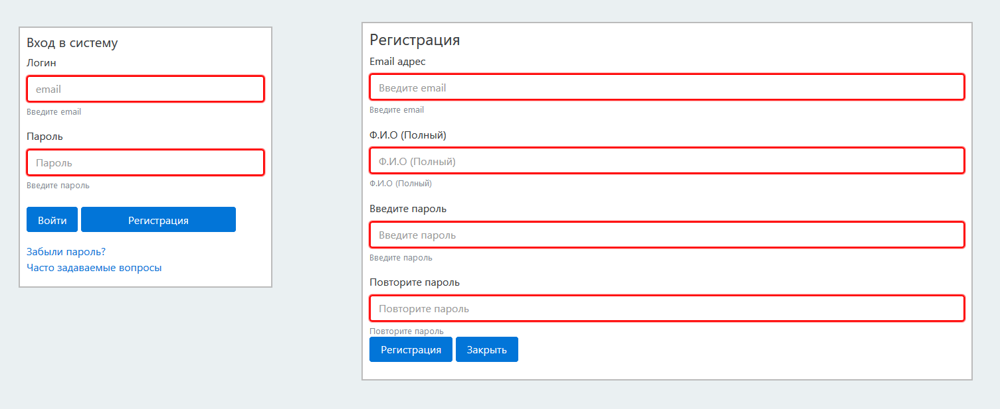 Вход в систему
Логин
email
Введите email
Пароль
Пароль
Введите пароль
Войти
Регистрация
Забыли пароль?
Часто задаваемые вопросы
Регистрация
Email адрес
Введите email
Введите email
Ф.И.О (Полный)
Ф.И.О (Полный)
Ф.И.О (Полный)
Введите пароль
Введите пароль
Введите пароль
Повторите пароль
Повторите пароль
Повторите пароль
Регистрация
Закрыть